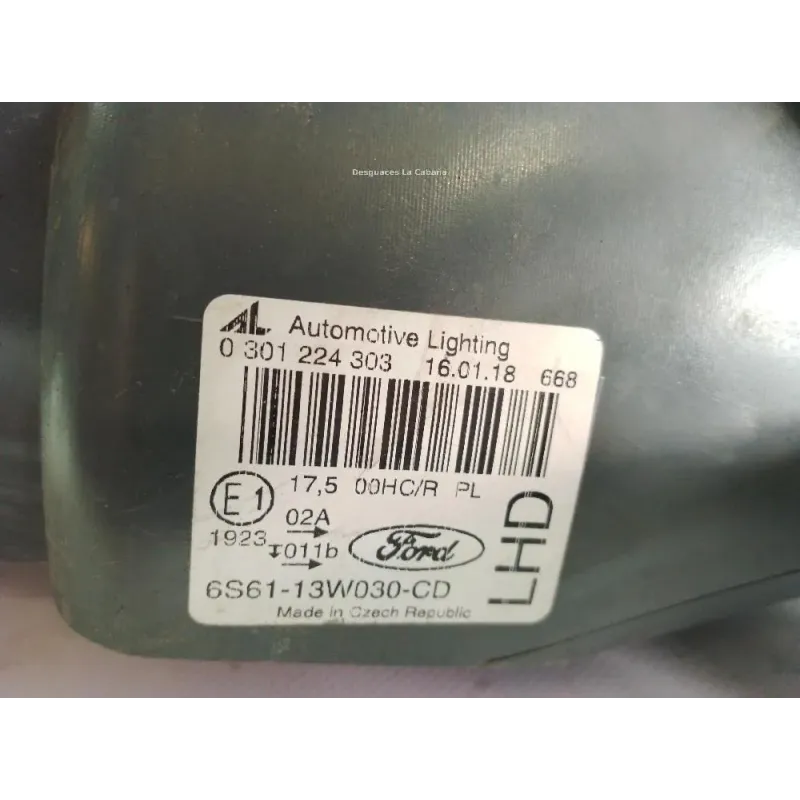 Desguaces La Cabana
AL Automotive Lighting
0 301 224 303 16.01.18 668
17,5 00HC/R PL
E1
02A
1923
011b
Ford
6S61-13W030-CD
Made in Czech Republic
LHD